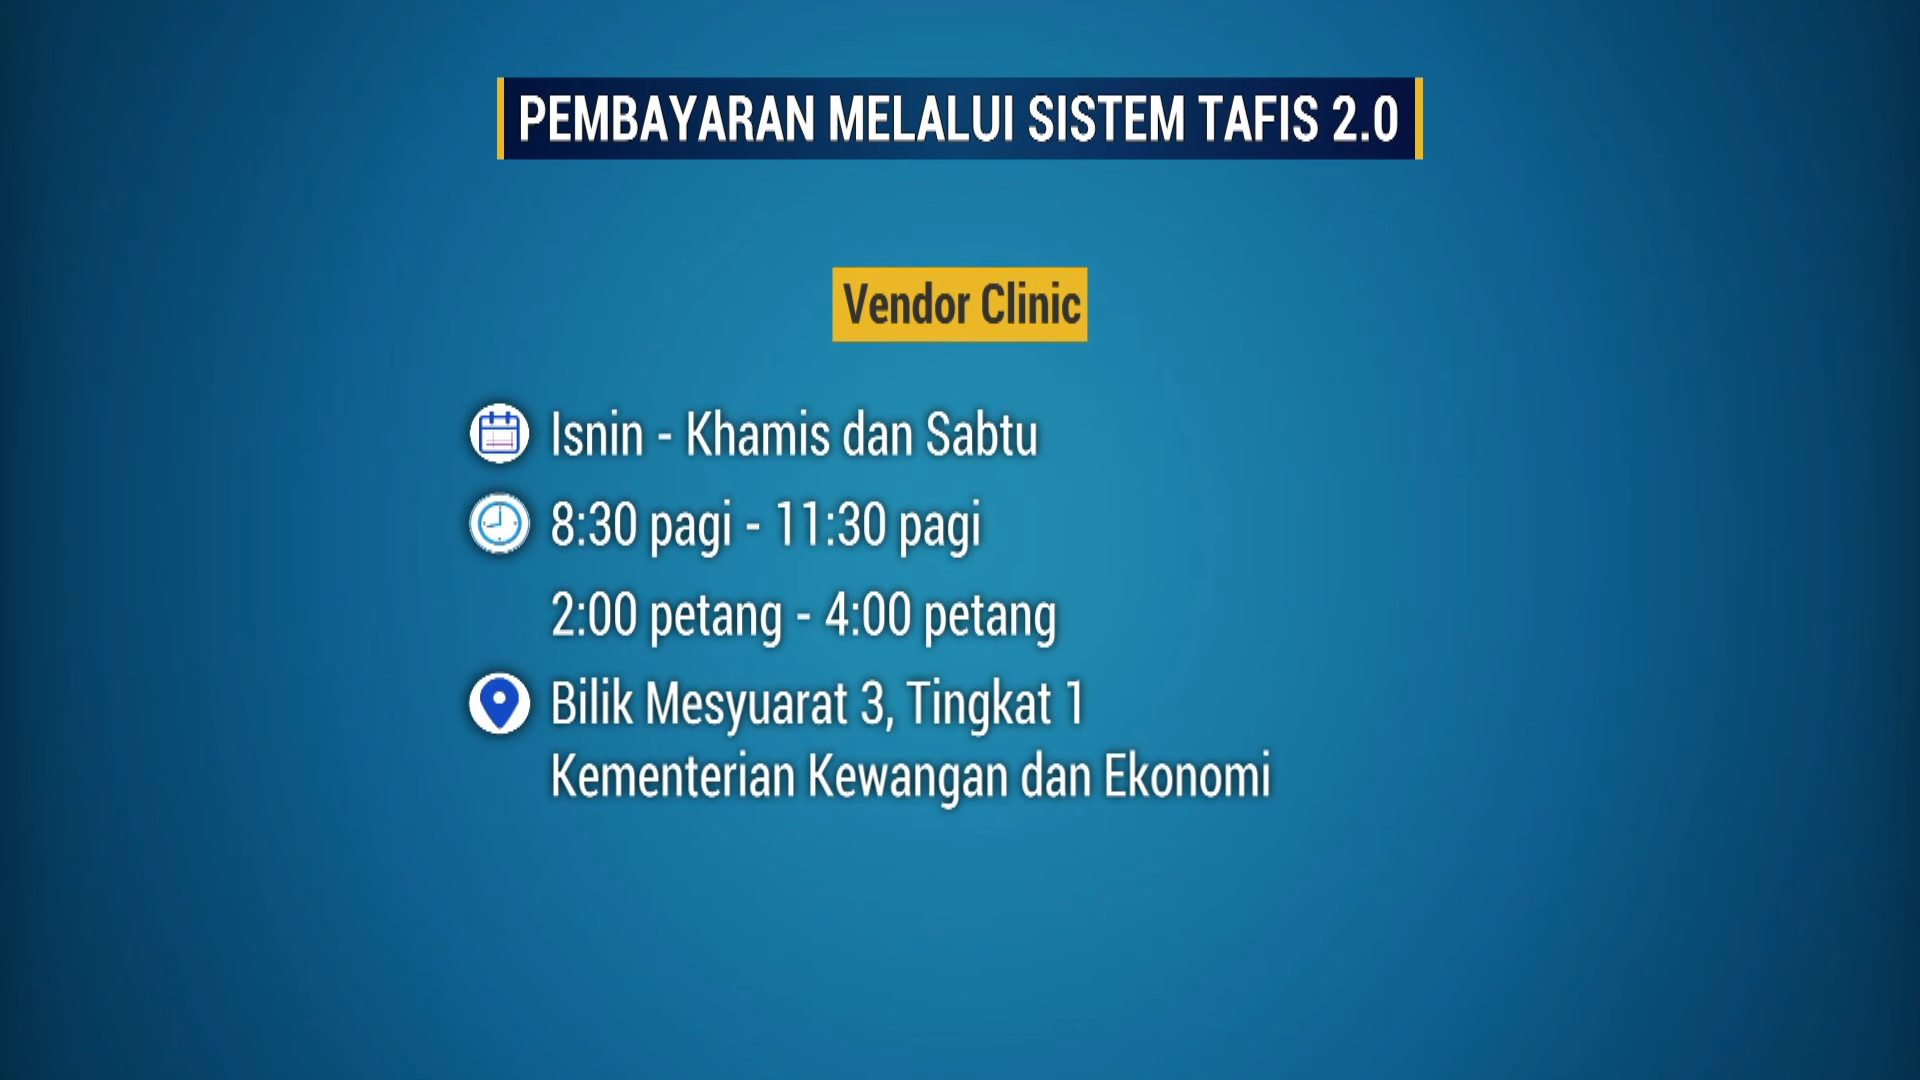 PEMBAYARAN MELALUI SISTEM TAFIS 2.0
Vendor Clinic
Isnin - Khamis dan Sabtu
8:30 pagi - 11:30 pagi
2:00 petang - 4:00 petang
Bilik Mesyuarat 3, Tingkat 1
Kementerian Kewangan dan Ekonomi